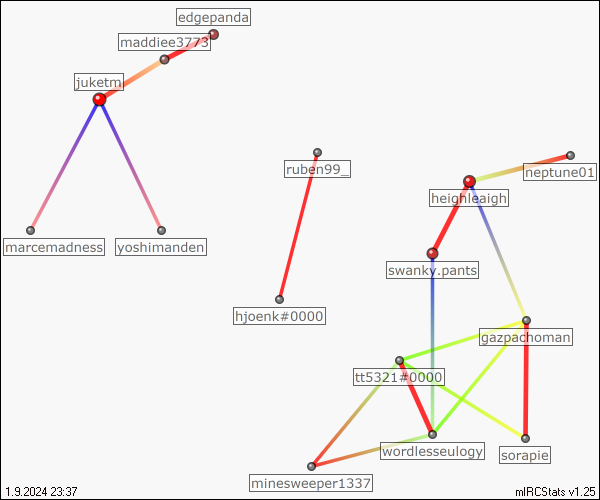 edgepanda
maddiee3773
juketm
ruben99_
neptune01
heighleaigh
marcemadness
yoshimanden
swanky.pants
hjoenk#0000
gazpachoman
tt5321#0000
wordlesseulogy
sorapie
minesweeper1337
1.9.2024 23:37
mIRCStats v1.25